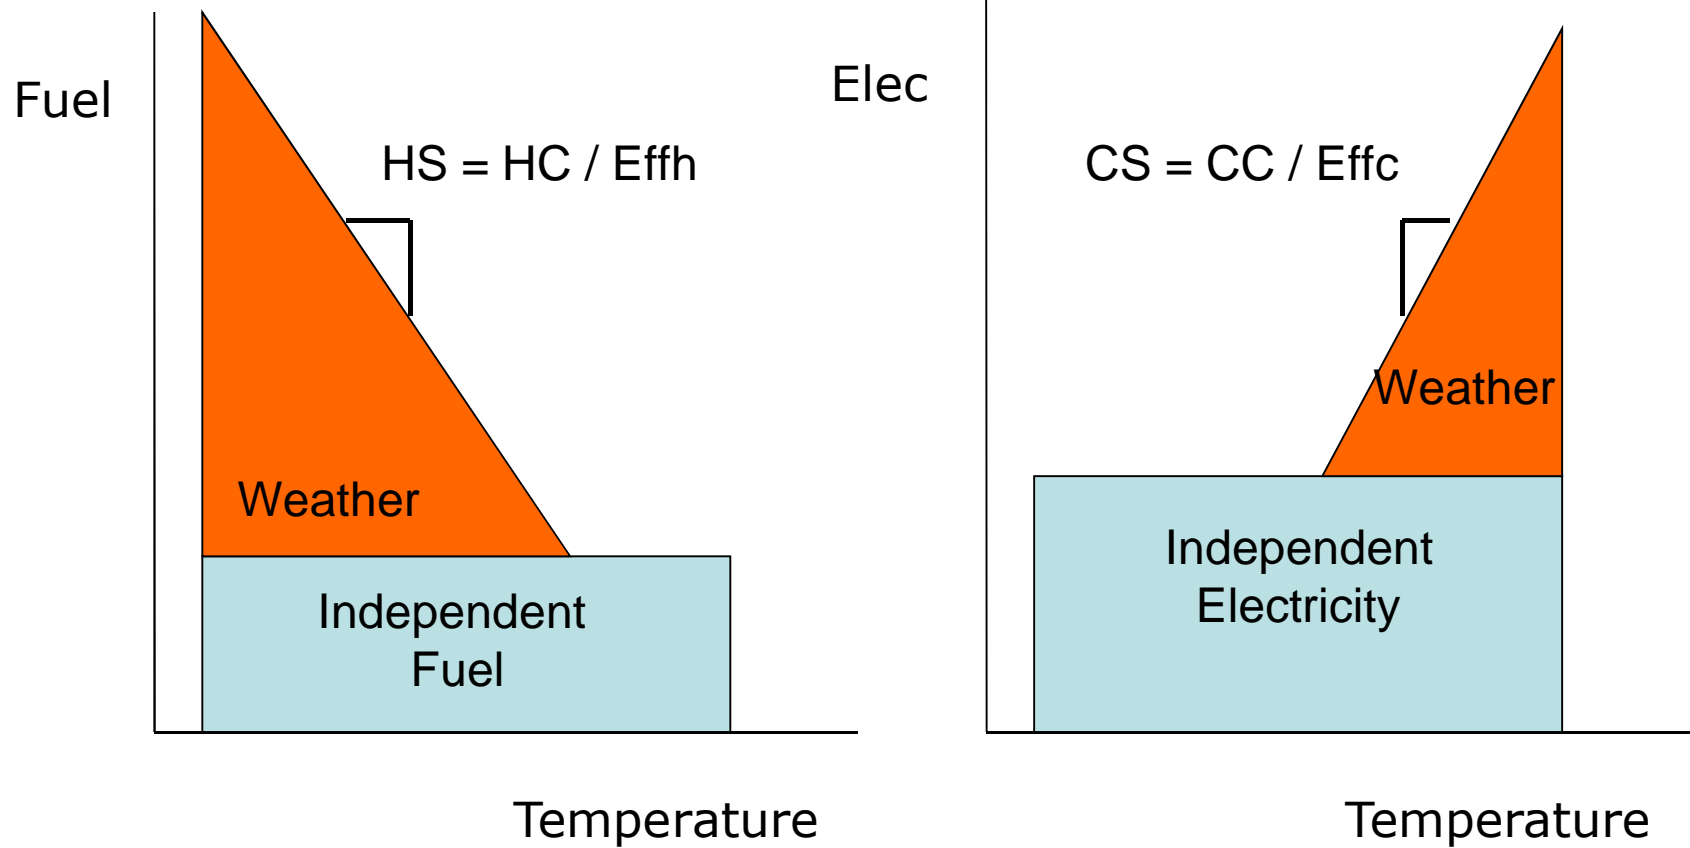 Fuel
HS = HC / Effh
Weather
Independent
Fuel
Temperature
Elec
CS = CC / Effc
Weather
Independent
Electricity
Temperature